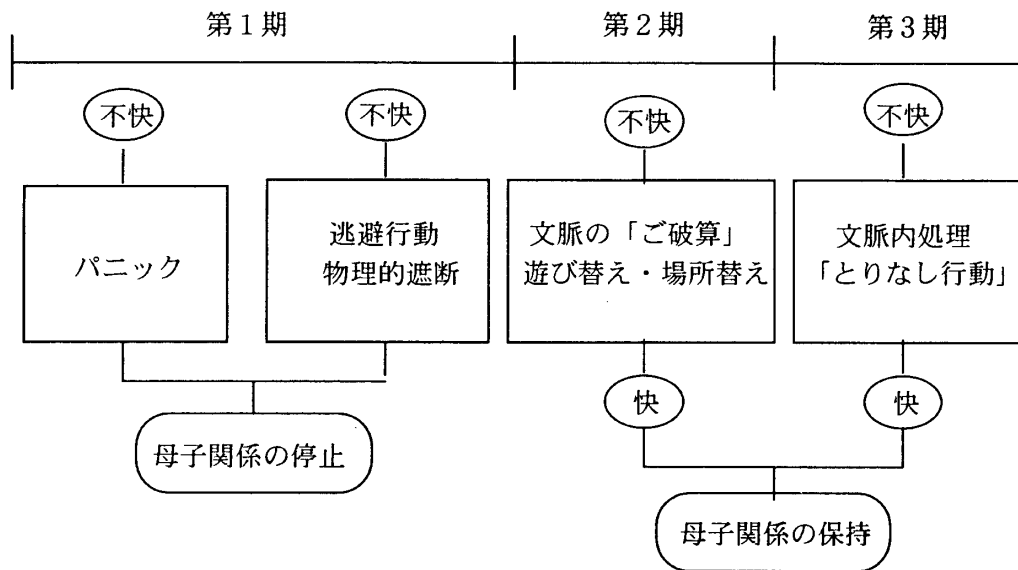 第1期
第2期
第3期
不快
不快
不快
不快
パニック
逃避行動
物理的遮断
文脈の「ご破算」
遊び替え・場所替え
文脈内処理
「とりなし行動」
快
快
母子関係の停止
母子関係の保持